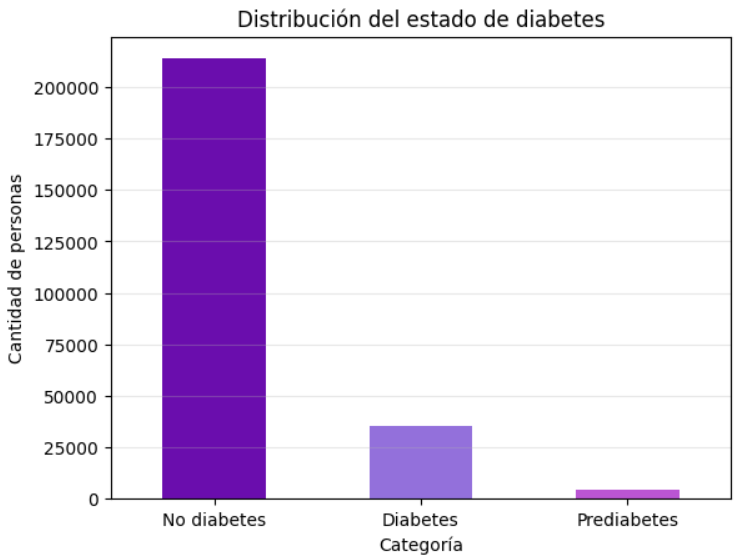 Distribución del estado de diabetes
Cantidad de personas
200000
175000
150000
125000
100000
75000
50000
25000
0
No diabetes
Diabetes
Prediabetes
Categoría